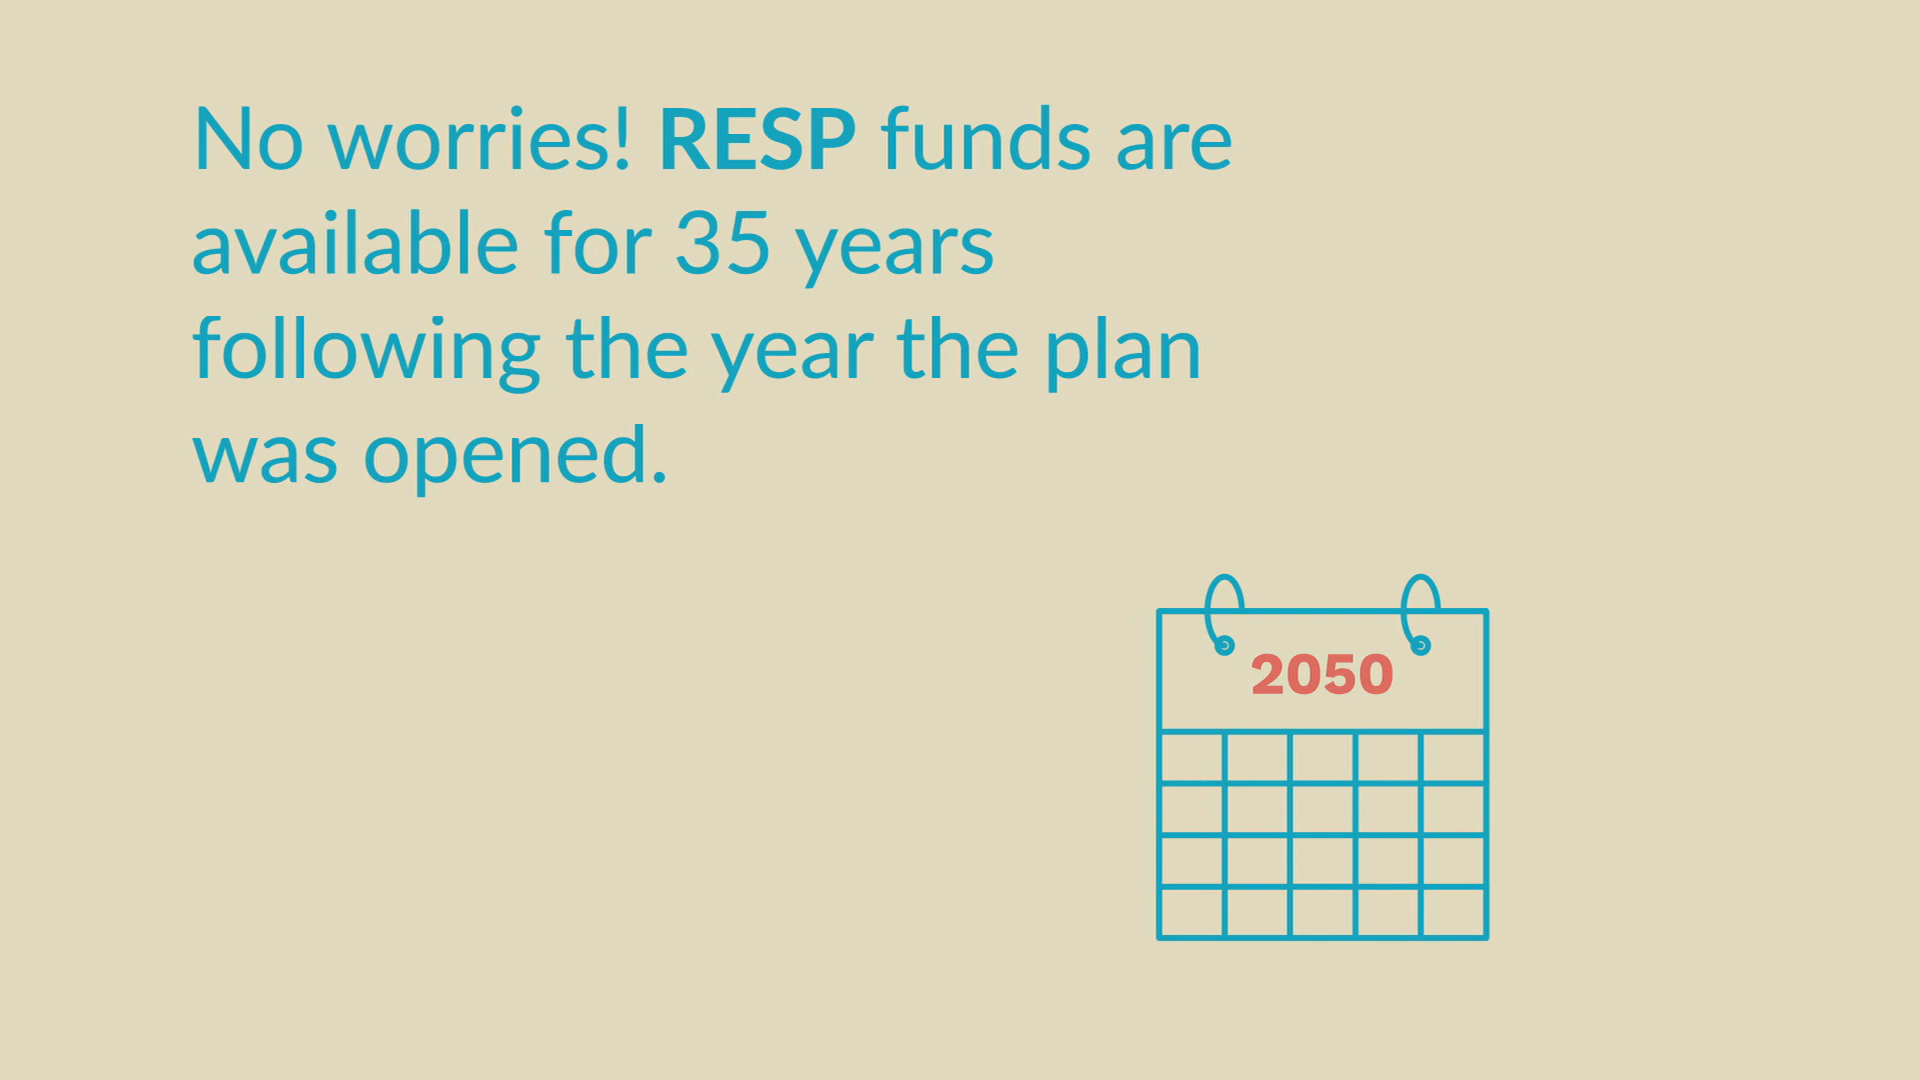 No worries! RESP funds are
available for 35 years
following the year the plan
was opened.
2050